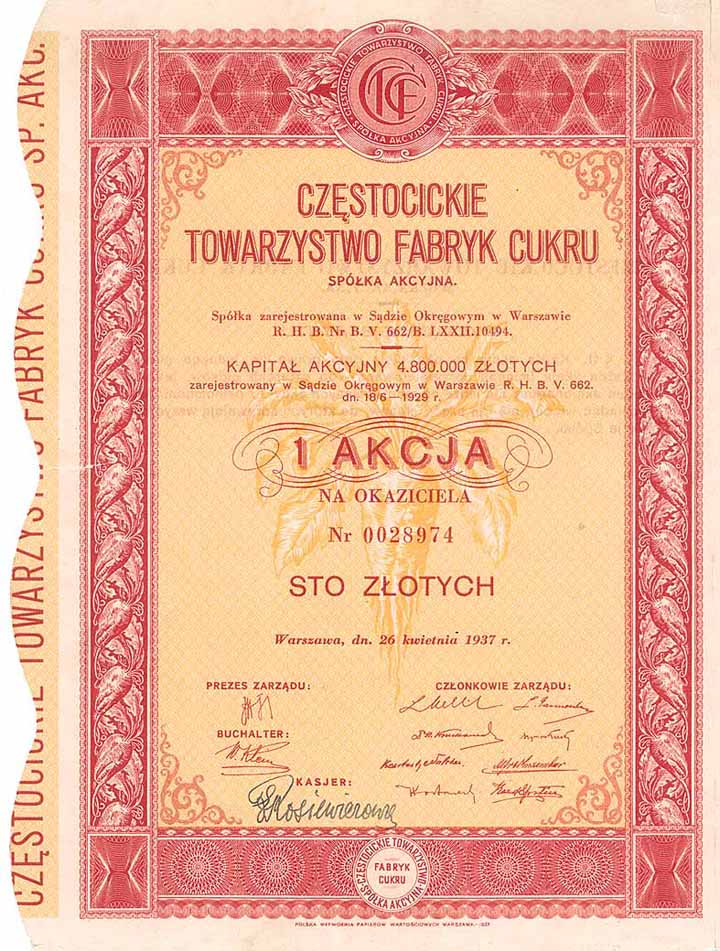 CZĘSTOCICKIE TOWARZYSTWO FABRYK CUKRU
SPÓŁKA AKCYJNA
CTFC
CZĘSTOCICKIE
TOWARZYSTWO FABRYK CUKRU
SPÓŁKA AKCYJNA.
Spółka zarejestrowana w Sądzie Okręgowym w Warszawie
R. H. B. Nr B. V. 662/B. LXXII.10494.
KAPITAŁ AKCYJNY 4.800.000 ZŁOTYCH
zarejestrowany w Sądzie Okręgowym w Warszawie R. H. B. V. 662.
dn. 18/6—1929 r.
1 AKCJA
NA OKAZICIELA
Nr 0028974
STO ZŁOTYCH
Warszawa, dn. 26 kwietnia 1937 r.
PREZES ZARZĄDU:
CZŁONKOWIE ZARZĄDU:
BUCHALTER:
W. Klein
KASJER:
CZĘSTOCICKIE TOWARZYSTWO
FABRYK
CUKRU
SPÓŁKA AKCYJNA
POLSKA WYTWÓRNIA PAPIERÓW WARTOŚCIOWYCH WARSZAWA.—1937
CZĘSTOCICKIE TOWARZYSTWO FABRYK CUKRU SP. AKC.